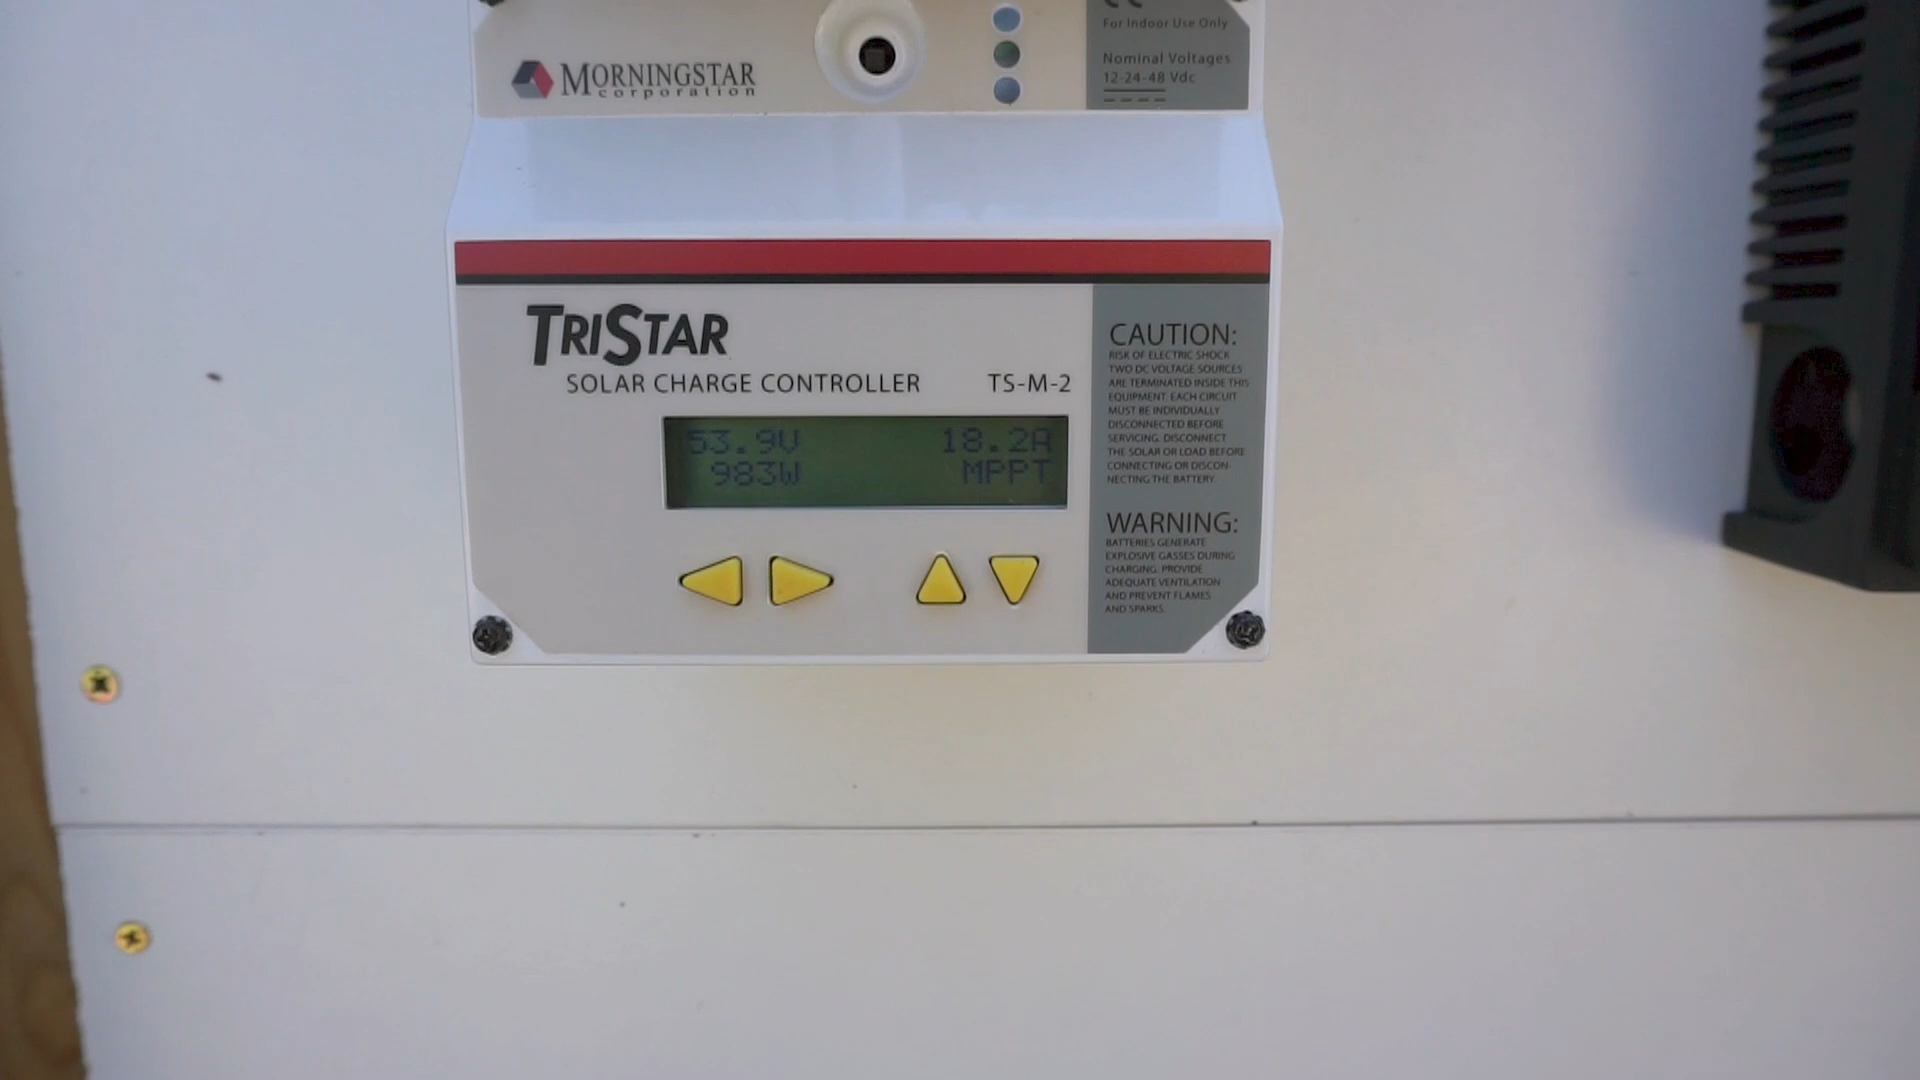 For Indoor Use Only
MORNINGSTAR
corporation
Nominal Voltages
12-24-48 Vdc
TRISTAR
SOLAR CHARGE CONTROLLER TS-M-2
53.9V 18.2A
983W MPPT
CAUTION:
RISK OF ELECTRIC SHOCK
TWO DC VOLTAGE SOURCES
ARE TERMINATED INSIDE THIS
EQUIPMENT. EACH CIRCUIT
MUST BE INDIVIDUALLY
DISCONNECTED BEFORE
SERVICING. DISCONNECT
THE SOLAR OR LOAD BEFORE
CONNECTING OR DISCON-
NECTING THE BATTERY.
WARNING:
BATTERIES GENERATE
EXPLOSIVE GASSES DURING
CHARGING. PROVIDE
ADEQUATE VENTILATION
AND PREVENT FLAMES
AND SPARKS.